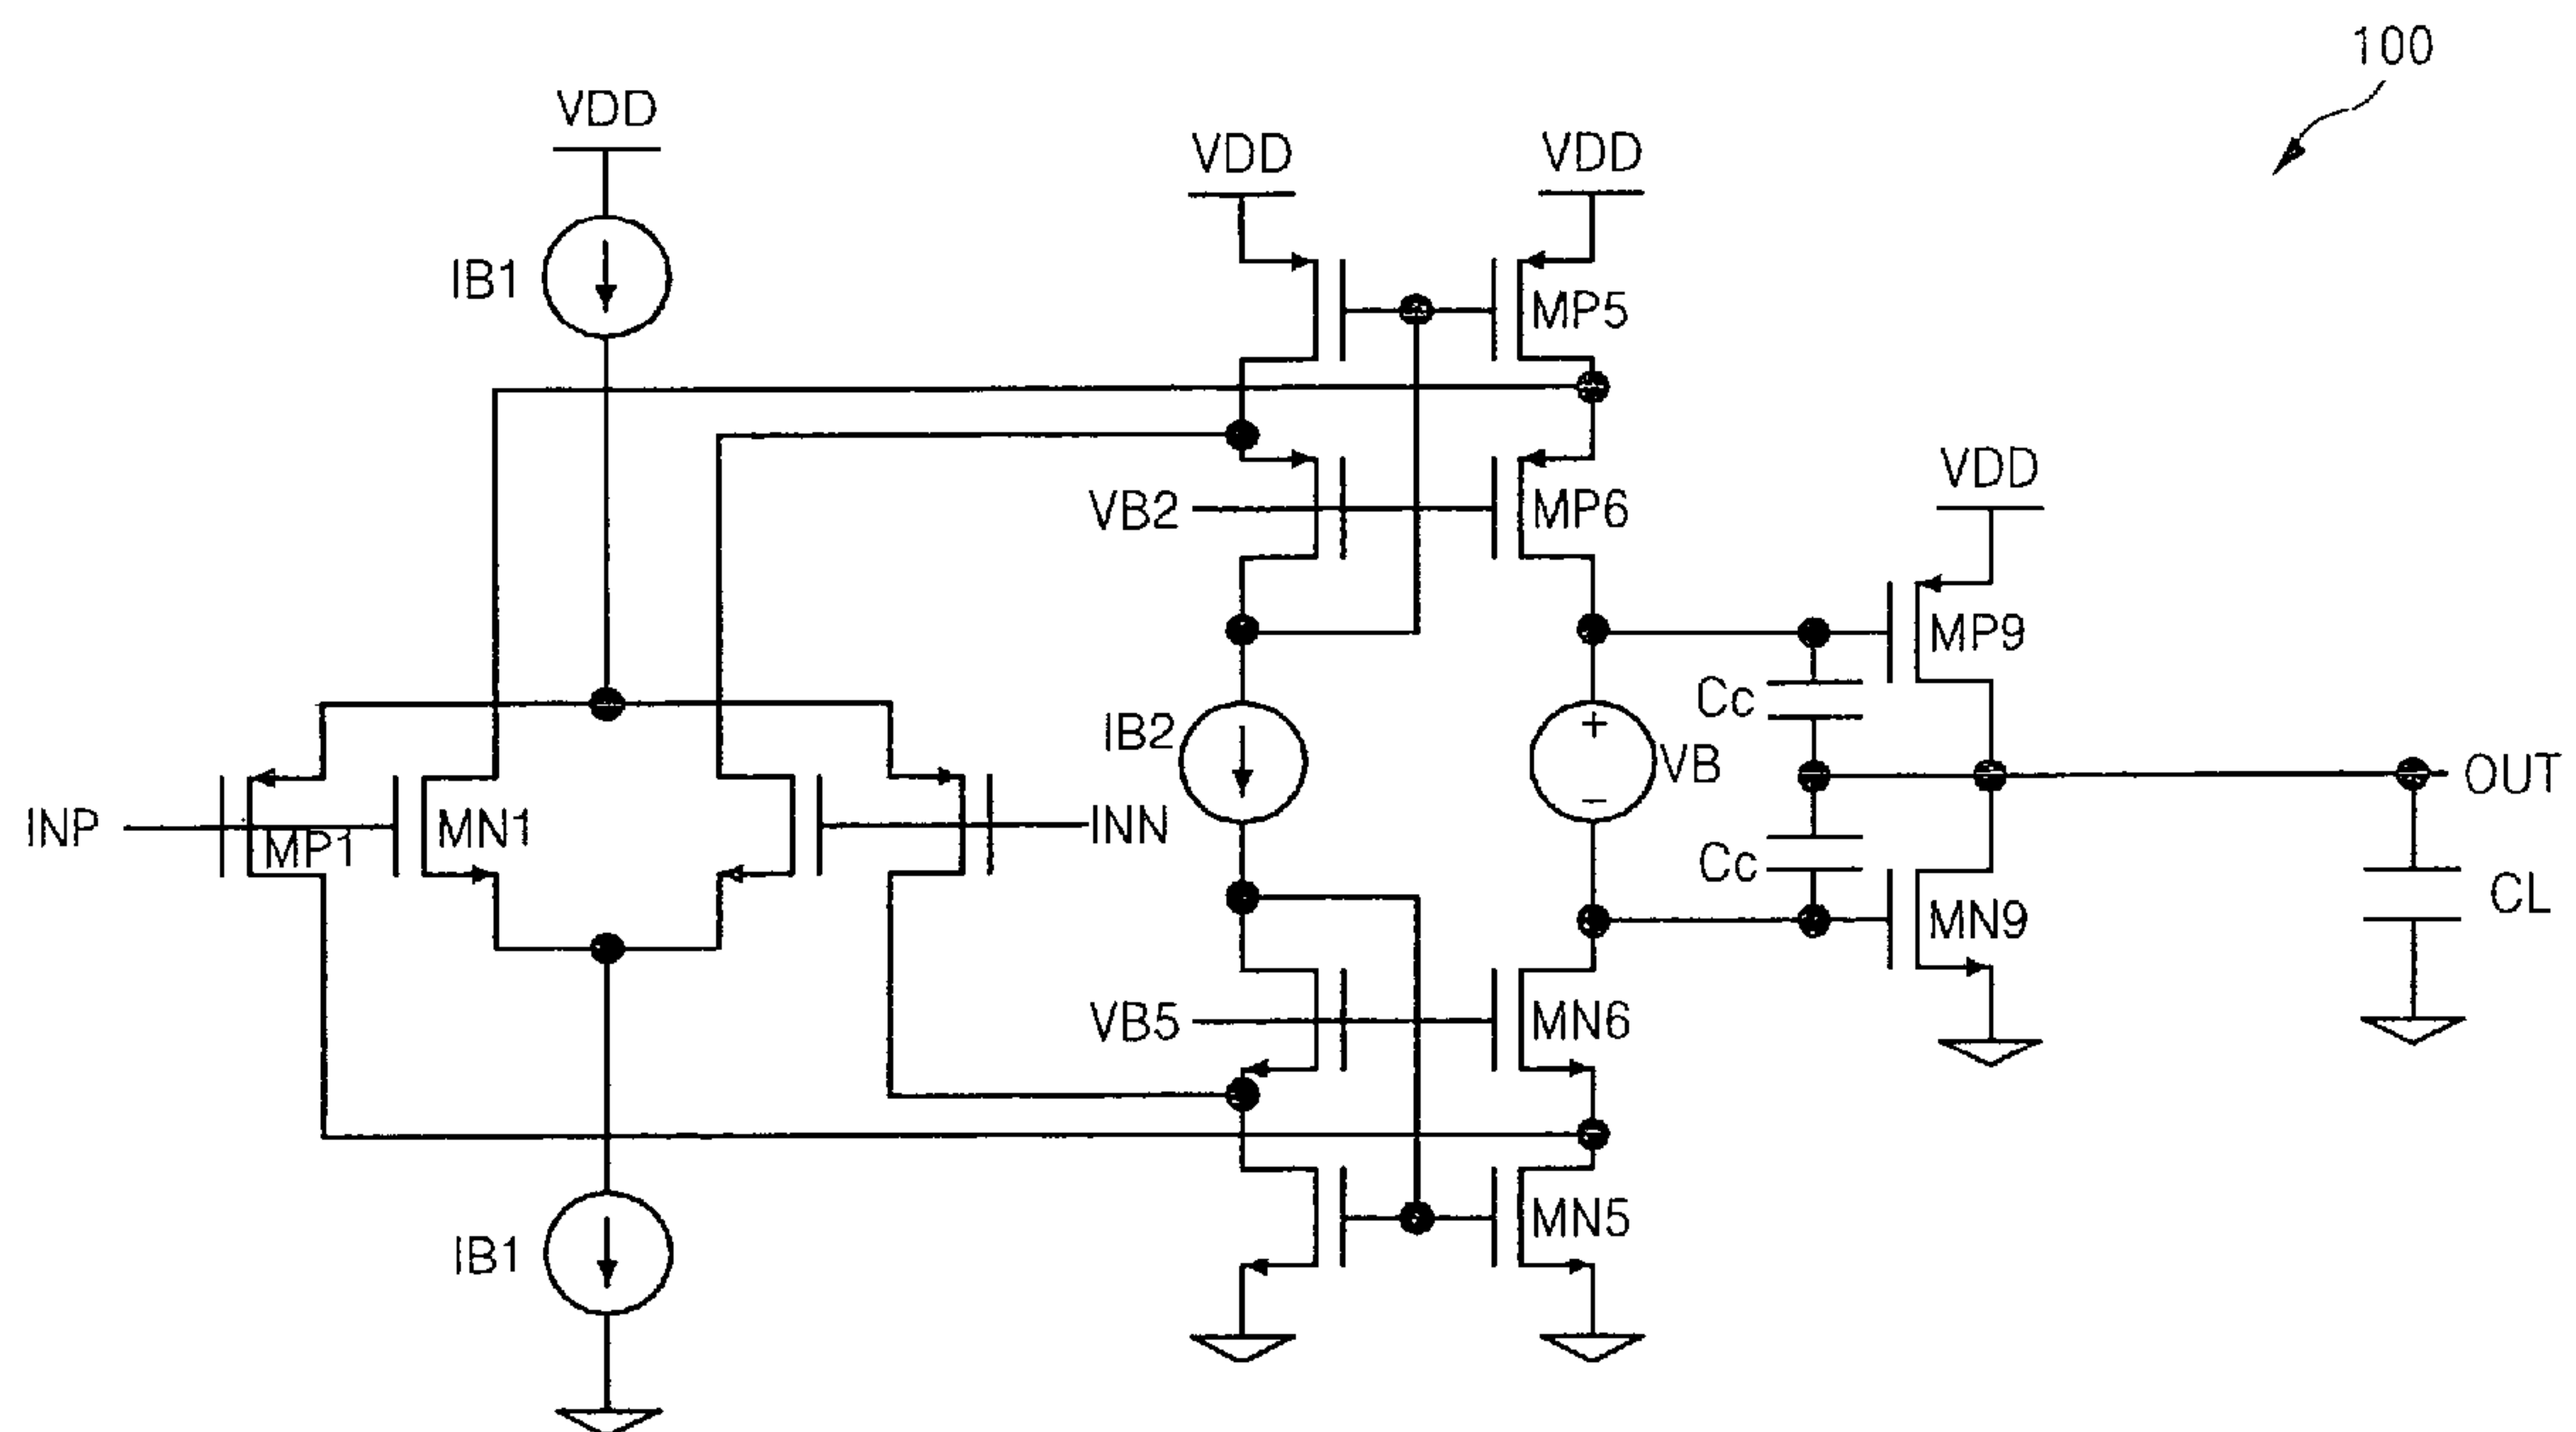 100
VDD
VDD
VDD
IB1
MP5
VB2
MP6
VDD
MP9
Cc
IB2
+
VB
−
OUT
INP
MP1
MN1
INN
Cc
MN9
CL
VB5
MN6
IB1
MN5